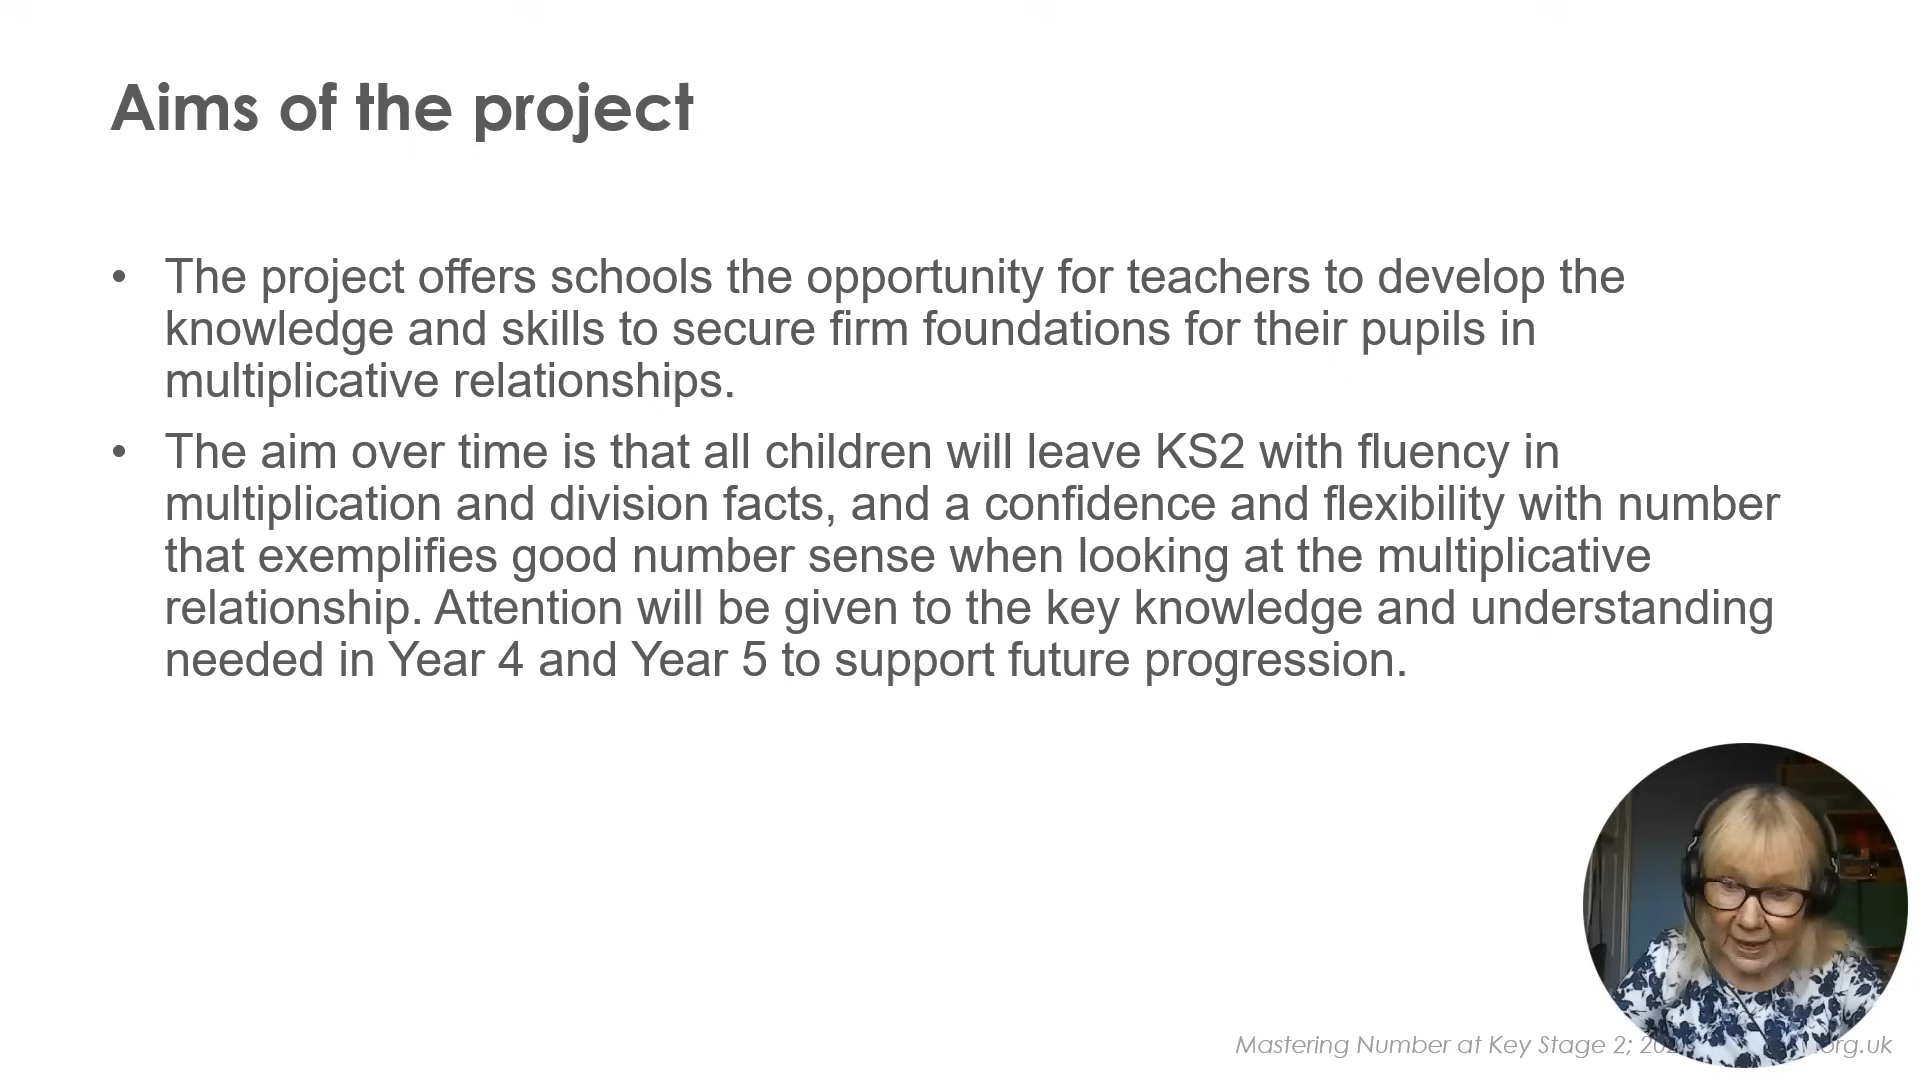 Aims of the project
• The project offers schools the opportunity for teachers to develop the
knowledge and skills to secure firm foundations for their pupils in
multiplicative relationships.
• The aim over time is that all children will leave KS2 with fluency in
multiplication and division facts, and a confidence and flexibility with number
that exemplifies good number sense when looking at the multiplicative
relationship. Attention will be given to the key knowledge and understanding
needed in Year 4 and Year 5 to support future progression.
Mastering Number at Key Stage 2; org.uk